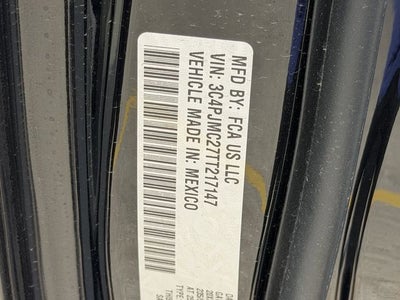 MFD BY: FCA US LLC
VIN: 3C4PJMC27TT217147
VEHICLE MADE IN: MEXICO